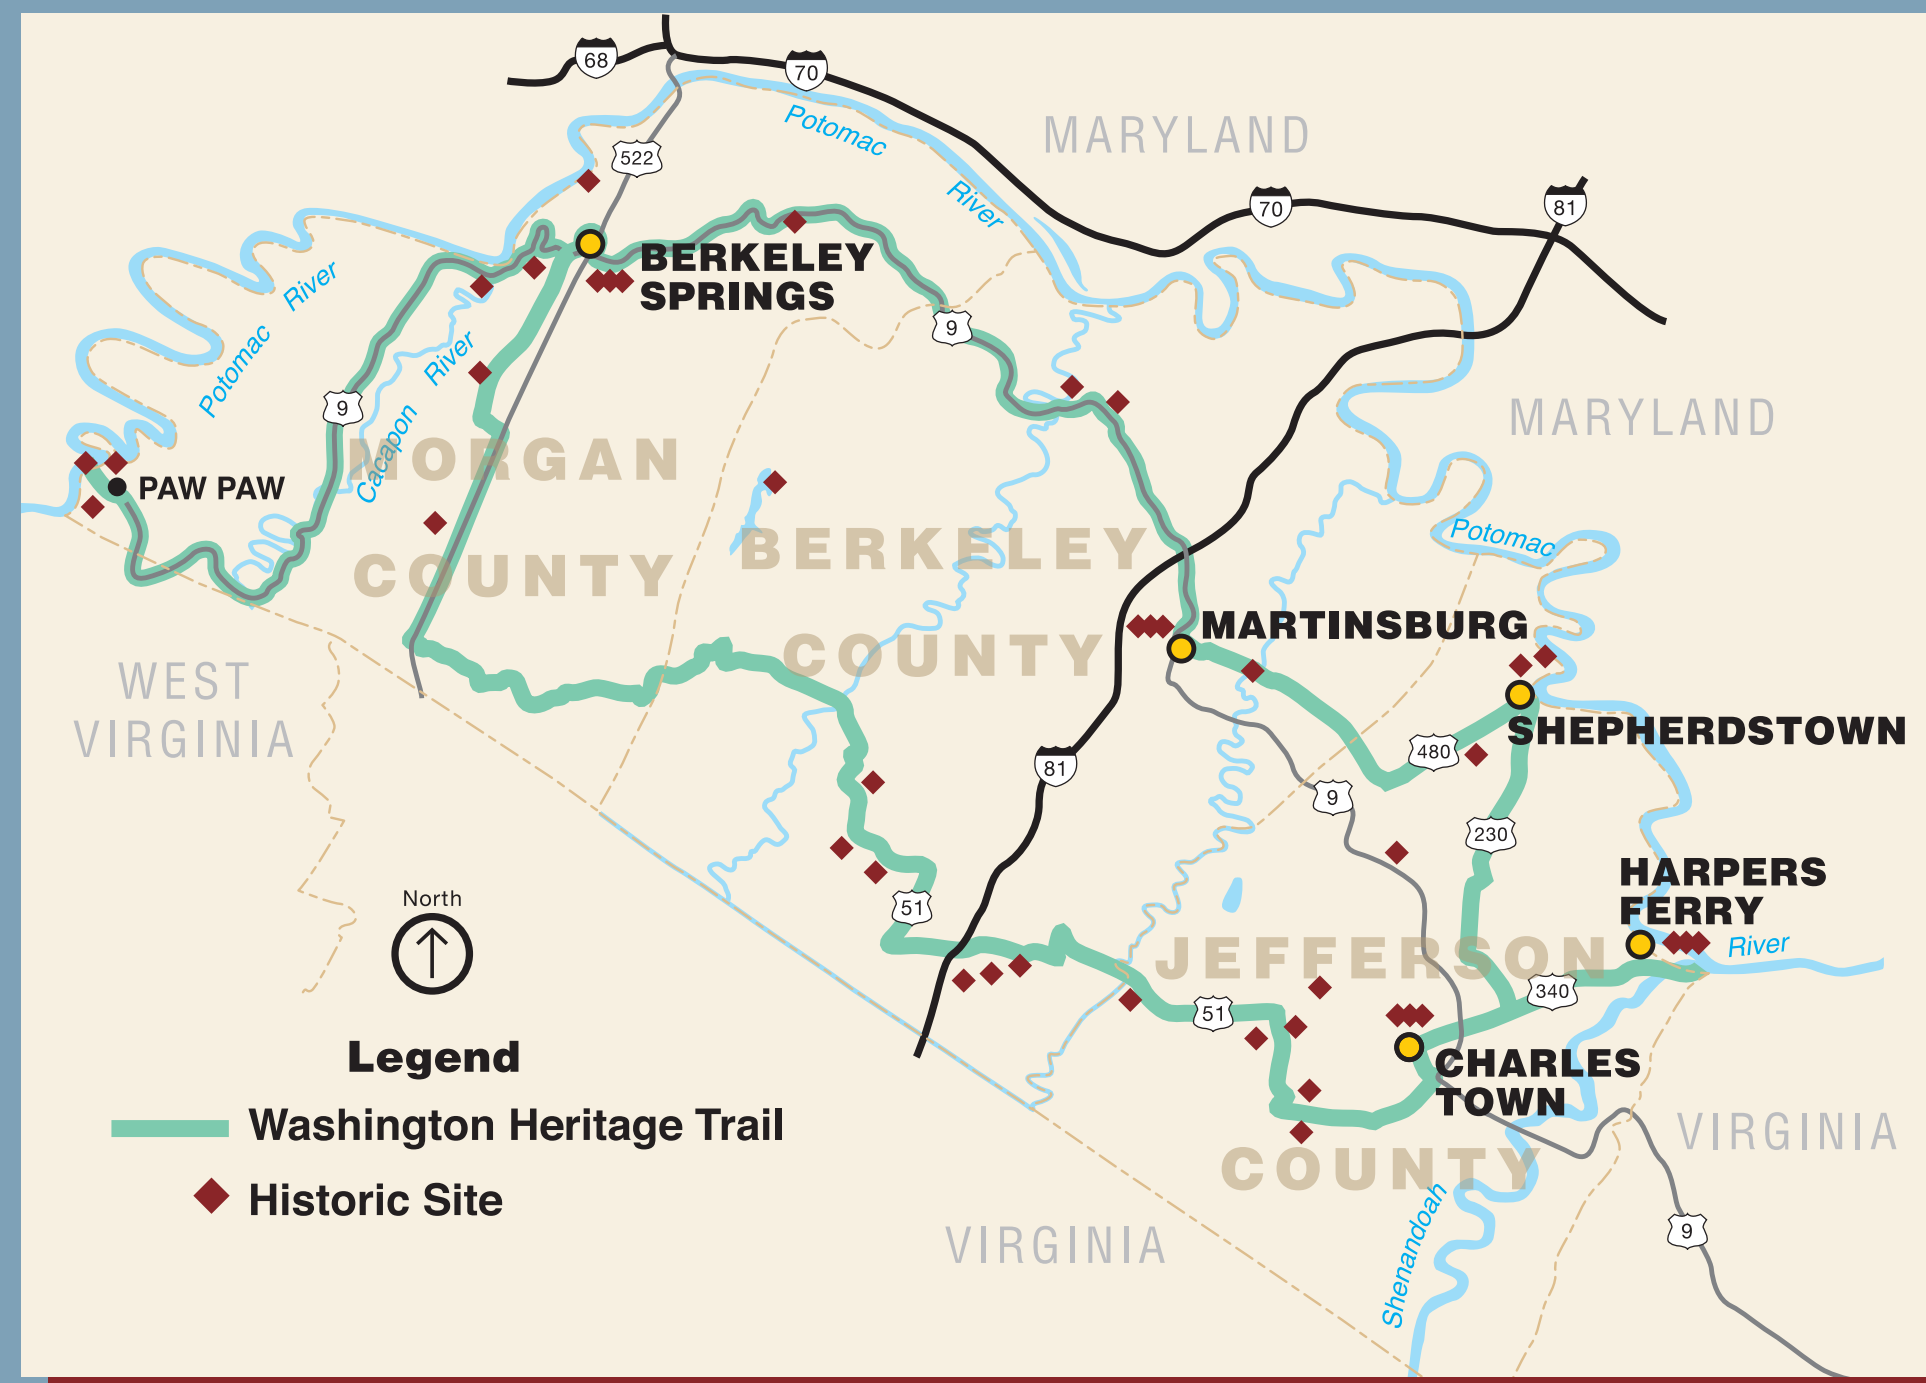 68
70
Potomac
River
MARYLAND
522
70
81
BERKELEY
SPRINGS
Potomac River
Cacapon River
9
9
MARYLAND
MORGAN
COUNTY
PAW PAW
BERKELEY
COUNTY
Potomac
MARTINSBURG
WEST
VIRGINIA
SHEPHERDSTOWN
480
81
9
230
HARPERS
FERRY
River
North
51
JEFFERSON
COUNTY
340
51
CHARLES
TOWN
VIRGINIA
Legend
Washington Heritage Trail
Historic Site
VIRGINIA
Shenandoah
9